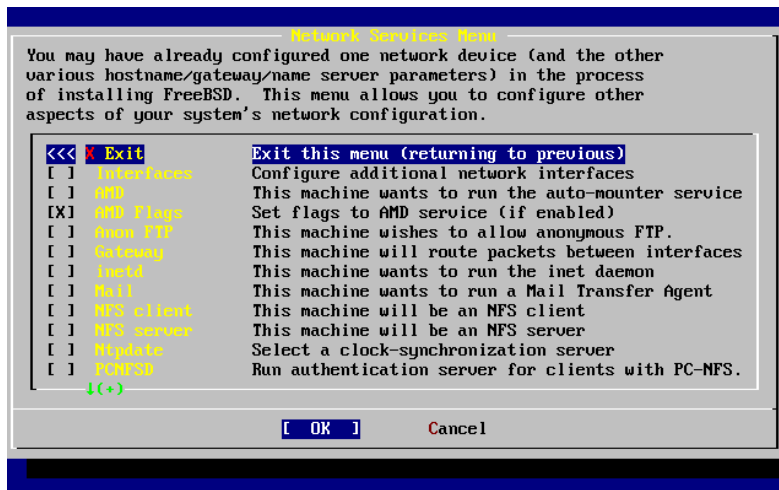 Network Services Menu
You may have already configured one network device (and the other
various hostname/gateway/name server parameters) in the process
of installing FreeBSD.  This menu allows you to configure other
aspects of your system's network configuration.
<<< X Exit Exit this menu (returning to previous)
[ ] Interfaces Configure additional network interfaces
[ ] AMD This machine wants to run the auto-mounter service
[X] AMD Flags Set flags to AMD service (if enabled)
[ ] Anon FTP This machine wishes to allow anonymous FTP.
[ ] Gateway This machine will route packets between interfaces
[ ] inetd This machine wants to run the inet daemon
[ ] Mail This machine wants to run a Mail Transfer Agent
[ ] NFS client This machine will be an NFS client
[ ] NFS server This machine will be an NFS server
[ ] Ntpdate Select a clock-synchronization server
[ ] PCNFSD Run authentication server for clients with PC-NFS.
↓(+)
[ OK ] Cancel